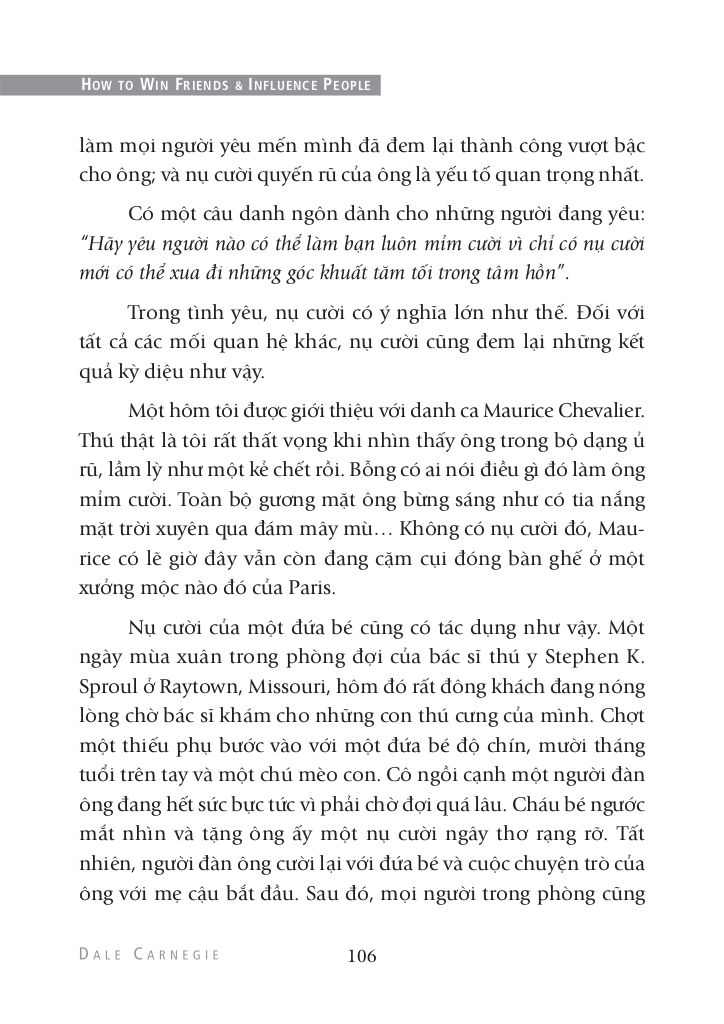 HOW TO WIN FRIENDS & INFLUENCE PEOPLE
làm mọi người yêu mến mình đã đem lại thành công vượt bậc
cho ông; và nụ cười quyến rũ của ông là yếu tố quan trọng nhất.
Có một câu danh ngôn dành cho những người đang yêu:
“Hãy yêu người nào có thể làm bạn luôn mỉm cười vì chỉ có nụ cười
mới có thể xua đi những góc khuất tăm tối trong tâm hồn”.
Trong tình yêu, nụ cười có ý nghĩa lớn như thế. Đối với
tất cả các mối quan hệ khác, nụ cười cũng đem lại những kết
quả kỳ diệu như vậy.
Một hôm tôi được giới thiệu với danh ca Maurice Chevalier.
Thú thật là tôi rất thất vọng khi nhìn thấy ông trong bộ dạng ủ
rũ, lầm lỳ như một kẻ chết rồi. Bỗng có ai nói điều gì đó làm ông
mỉm cười. Toàn bộ gương mặt ông bừng sáng như có tia nắng
mặt trời xuyên qua đám mây mù… Không có nụ cười đó, Mau-
rice có lẽ giờ đây vẫn còn đang cặm cụi đóng bàn ghế ở một
xưởng mộc nào đó của Paris.
Nụ cười của một đứa bé cũng có tác dụng như vậy. Một
ngày mùa xuân trong phòng đợi của bác sĩ thú y Stephen K.
Sproul ở Raytown, Missouri, hôm đó rất đông khách đang nóng
lòng chờ bác sĩ khám cho những con thú cưng của mình. Chợt
một thiếu phụ bước vào với một đứa bé độ chín, mười tháng
tuổi trên tay và một chú mèo con. Cô ngồi cạnh một người đàn
ông đang hết sức bực tức vì phải chờ đợi quá lâu. Cháu bé ngước
mắt nhìn và tặng ông ấy một nụ cười ngây thơ rạng rỡ. Tất
nhiên, người đàn ông cười lại với đứa bé và cuộc chuyện trò của
ông với mẹ cậu bắt đầu. Sau đó, mọi người trong phòng cũng
DALE CARNEGIE 106